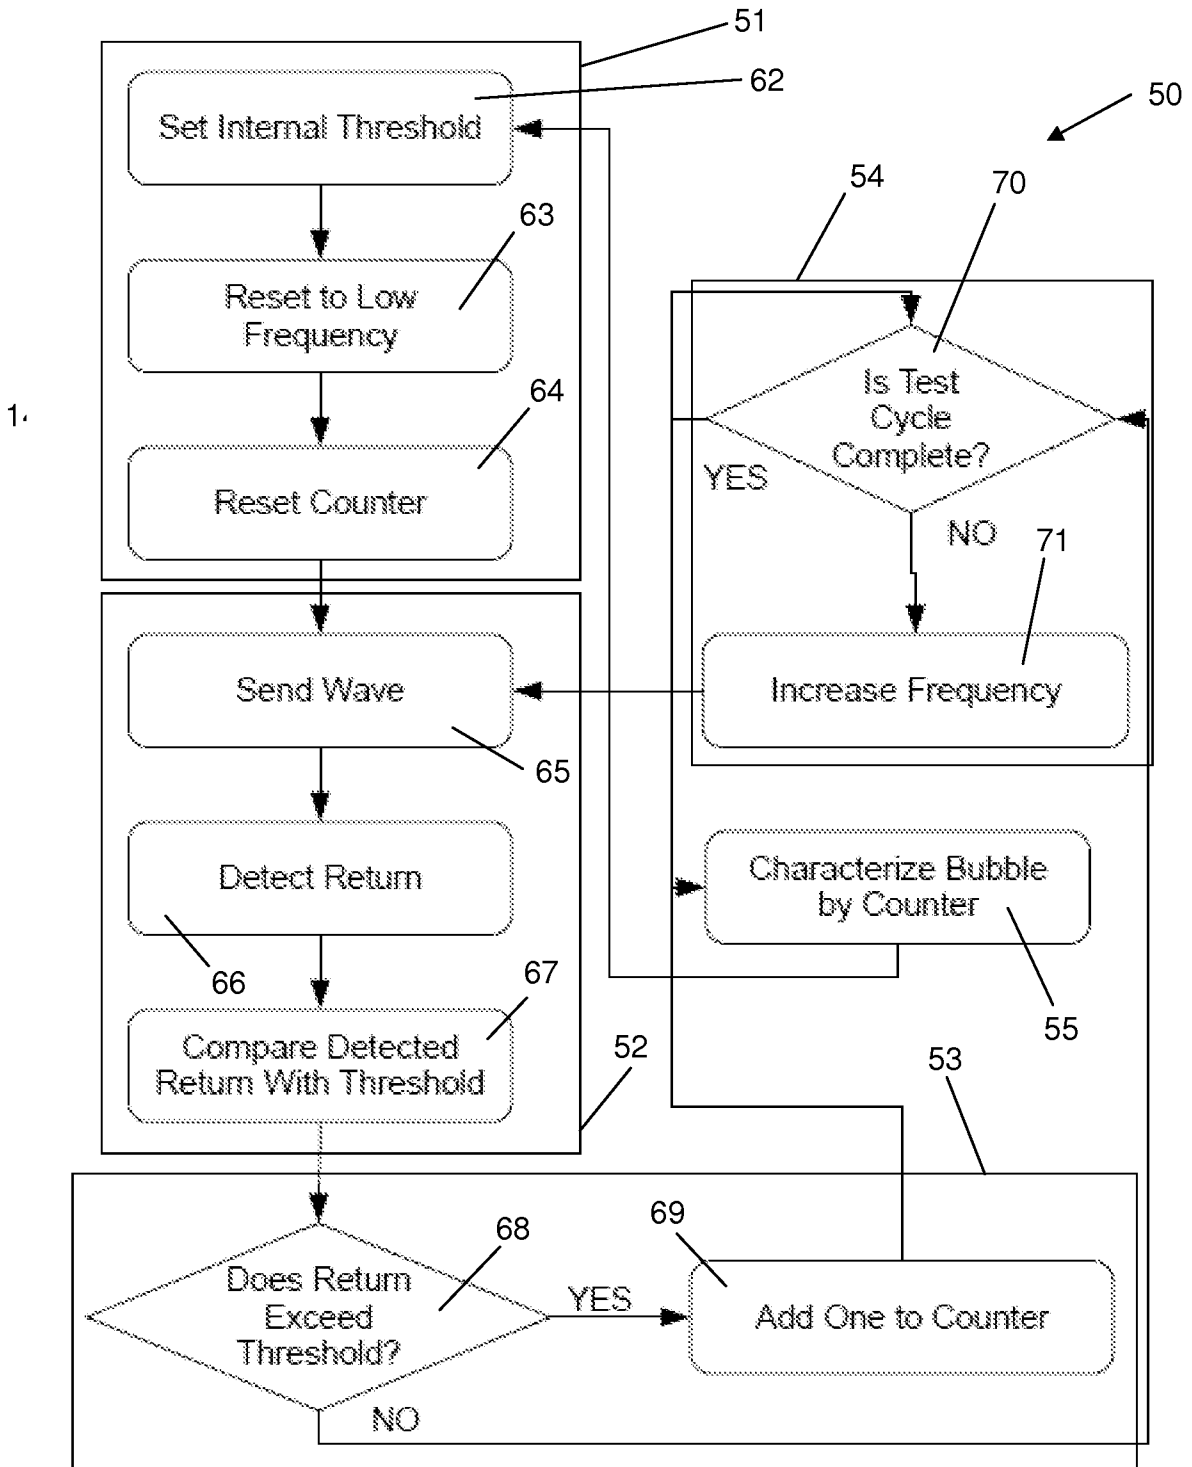 51
62
50
Set Internal Threshold
54
70
63
Reset to Low
Frequency
Is Test
Cycle
Complete?
64
YES
Reset Counter
NO
71
Send Wave
Increase Frequency
65
Detect Return
Characterize Bubble
by Counter
66
67
55
Compare Detected
Return With Threshold
52
53
68
69
Does Return
Exceed
Threshold?
YES
Add One to Counter
NO